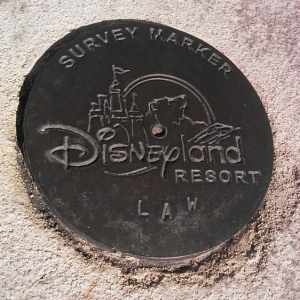 SURVEY MARKER
Disneyland
RESORT
LAW